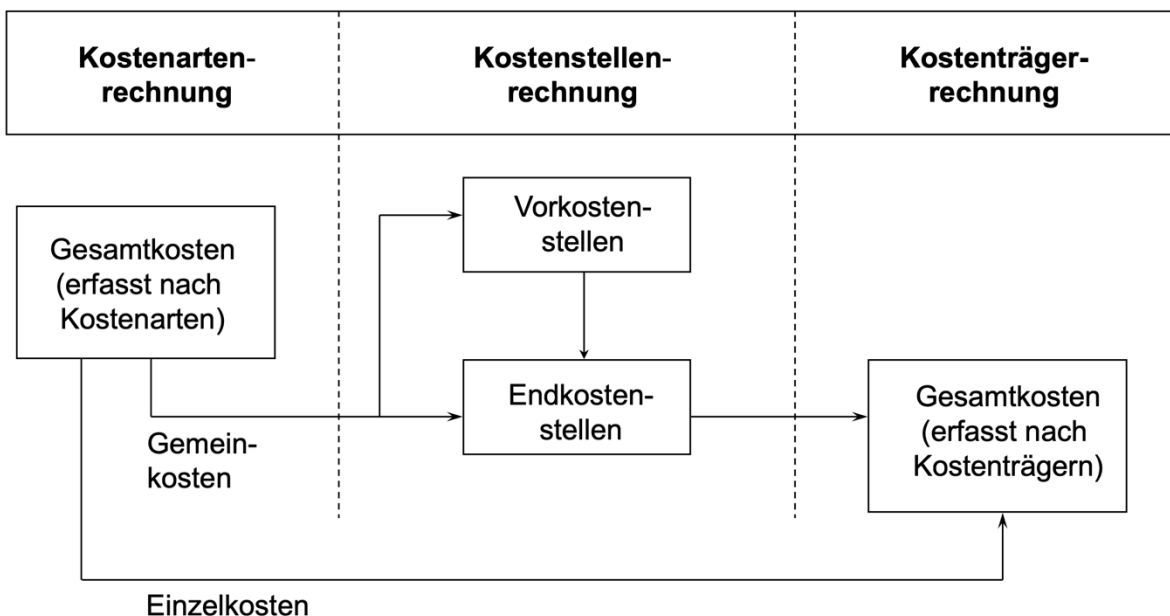 Kostenarten-
rechnung
Kostenstellen-
rechnung
Kostenträger-
rechnung
Gesamtkosten
(erfasst nach
Kostenarten)
Vorkosten-
stellen
Endkosten-
stellen
Gesamtkosten
(erfasst nach
Kostenträgern)
Gemein-
kosten
Einzelkosten